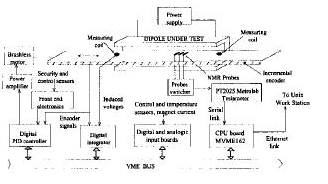 Power
supply
Measuring
coil
DIPOLE UNDER TEST
Measuring
coil
Brushless
motor
NMR Probes
Incremental
encoder
Power
amplifier
Security and
control sensors
Induced
voltages
Probes
switcher
PT2025 Metrolab
Teslameter
To Unix
Work Station
Front end
electronics
Control and temperature
sensors, magnet current
Serial
link
Encoder
signals
Digital
PID controller
Digital
integrator
Digital and analogic
input boards
CPU board
MVME162
Ethernet
link
VME BUS